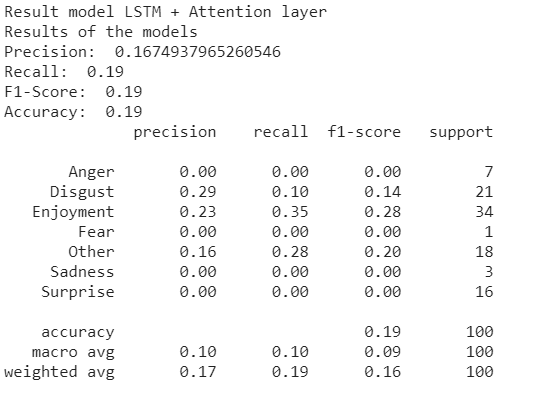 Result model LSTM + Attention layer
Results of the models
Precision:  0.1674937965260546
Recall:  0.19
F1-Score:  0.19
Accuracy:  0.19
precision recall f1-score support
Anger 0.00 0.00 0.00 7
Disgust 0.29 0.10 0.14 21
Enjoyment 0.23 0.35 0.28 34
Fear 0.00 0.00 0.00 1
Other 0.16 0.28 0.20 18
Sadness 0.00 0.00 0.00 3
Surprise 0.00 0.00 0.00 16
accuracy 0.19 100
macro avg 0.10 0.10 0.09 100
weighted avg 0.17 0.19 0.16 100